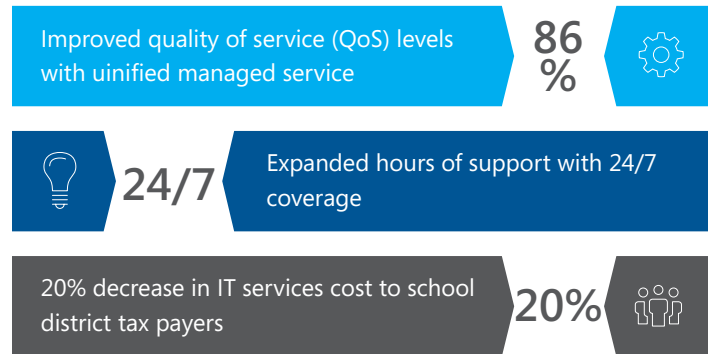 Improved quality of service (QoS) levels
with uinified managed service
86
%
24/7
Expanded hours of support with 24/7
coverage
20% decrease in IT services cost to school
district tax payers
20%